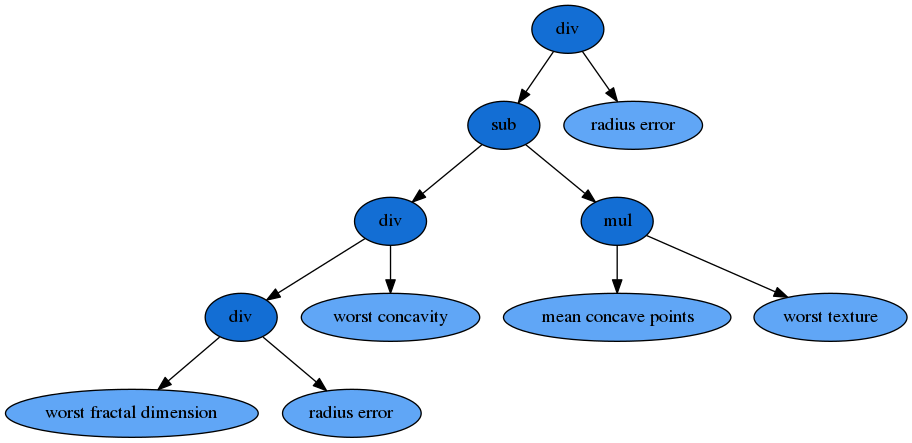 div
sub
radius error
div
mul
div
worst concavity
mean concave points
worst texture
worst fractal dimension
radius error